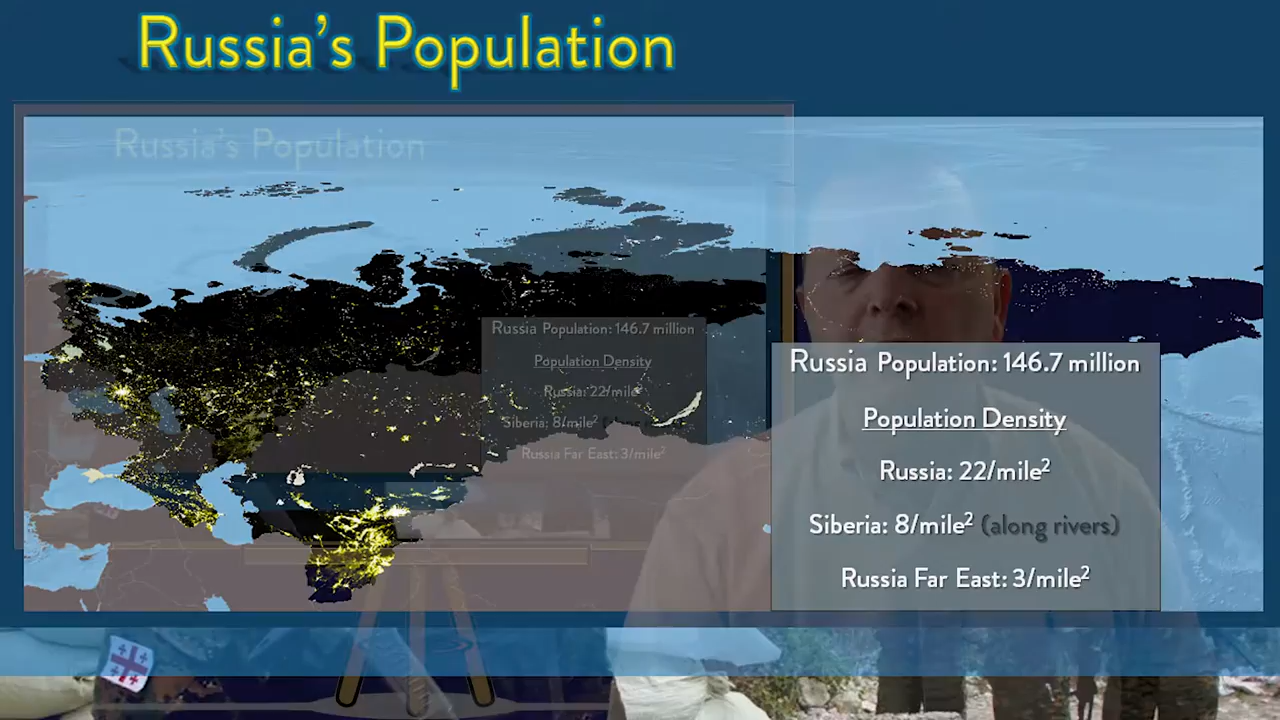 Russia's Population
Russia's Population
Russia Population: 146.7 million
Population Density
Russia: 22/mile²
Siberia: 8/mile² (along rivers)
Russia Far East: 3/mile²
Russia Population: 146.7 million
Population Density
Russia: 22/mile²
Siberia: 8/mile² (along rivers)
Russia Far East: 3/mile²